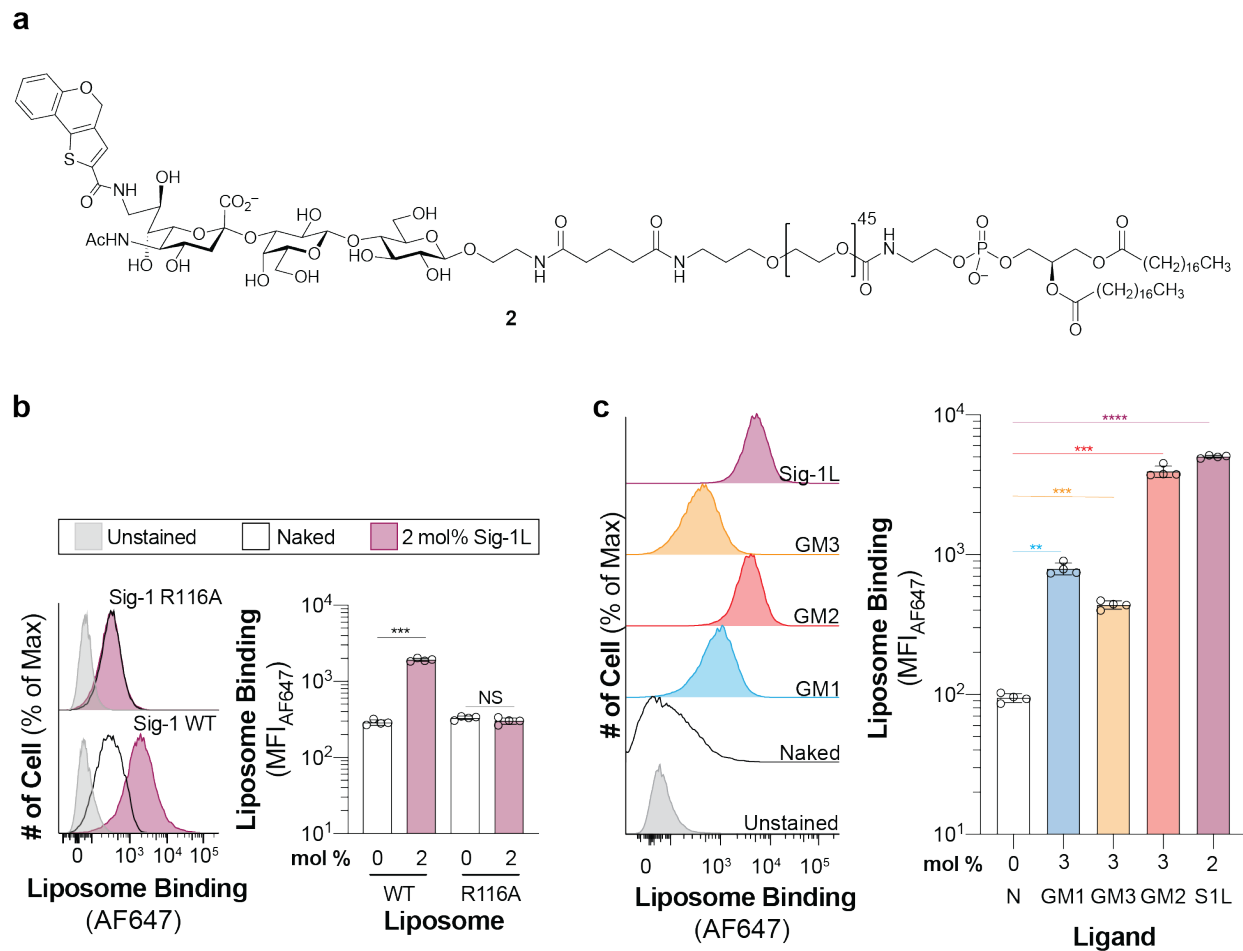 a
O
S
O
NH
OH
CO₂⁻
AcHN
HO
OH
O
O
HO
O
OH
OH
O
HO
OH
O
HO
OH
O
O
N
H
O
O
N
H
O
O
45
O
H
N
O
O
P
O
O⁻
O
O
(CH₂)₁₆CH₃
O
O
(CH₂)₁₆CH₃
O
2
b
Unstained
Naked
2 mol% Sig-1L
# of Cell (% of Max)
Sig-1 R116A
Sig-1 WT
0
10³
10⁴
10⁵
Liposome Binding
(AF647)
Liposome Binding
(MFI_AF647)
10⁴
10³
10²
10¹
***
NS
mol %
0
2
0
2
WT
R116A
Liposome
c
# of Cell (% of Max)
Sig-1L
GM3
GM2
GM1
Naked
Unstained
0
10³
10⁴
10⁵
Liposome Binding
(AF647)
Liposome Binding
(MFI_AF647)
10⁴
10³
10²
10¹
****
***
***
**
mol %
0
3
3
3
2
N
GM1
GM3
GM2
S1L
Ligand